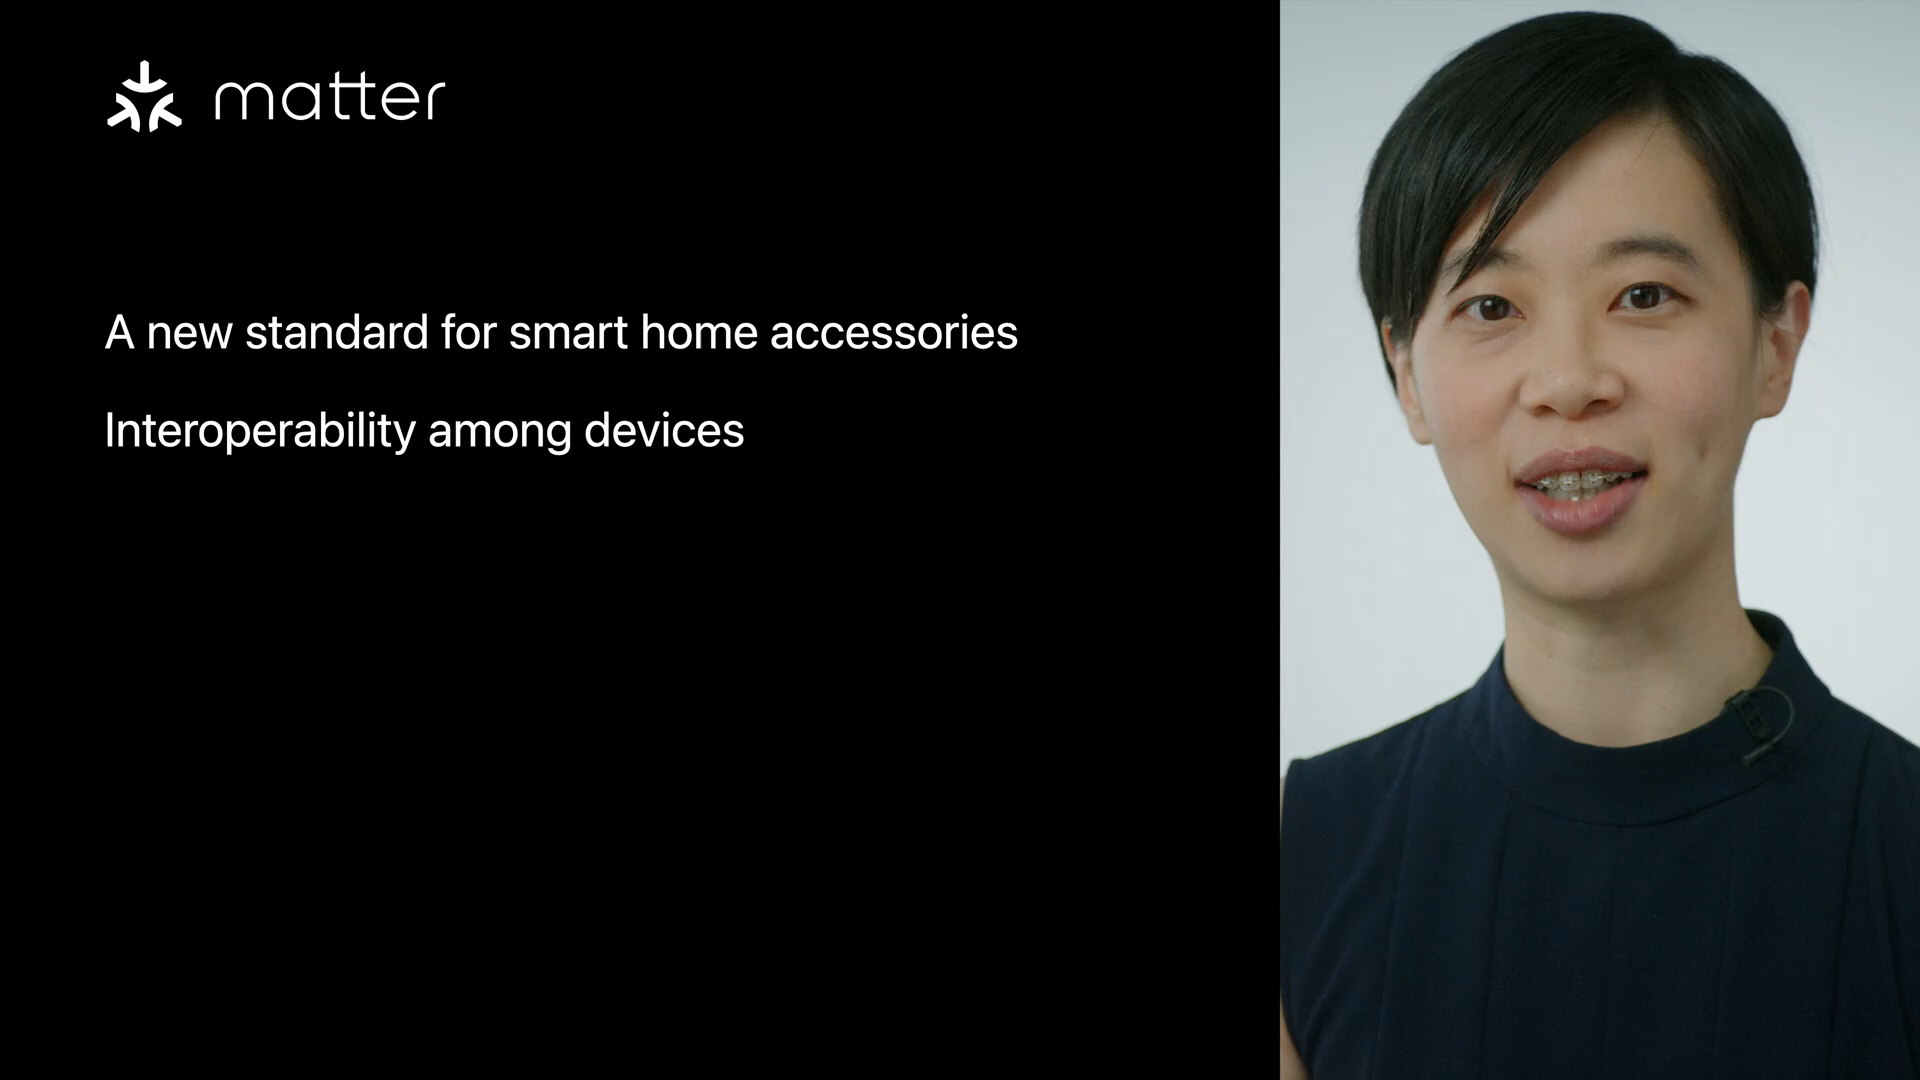 matter
A new standard for smart home accessories
Interoperability among devices